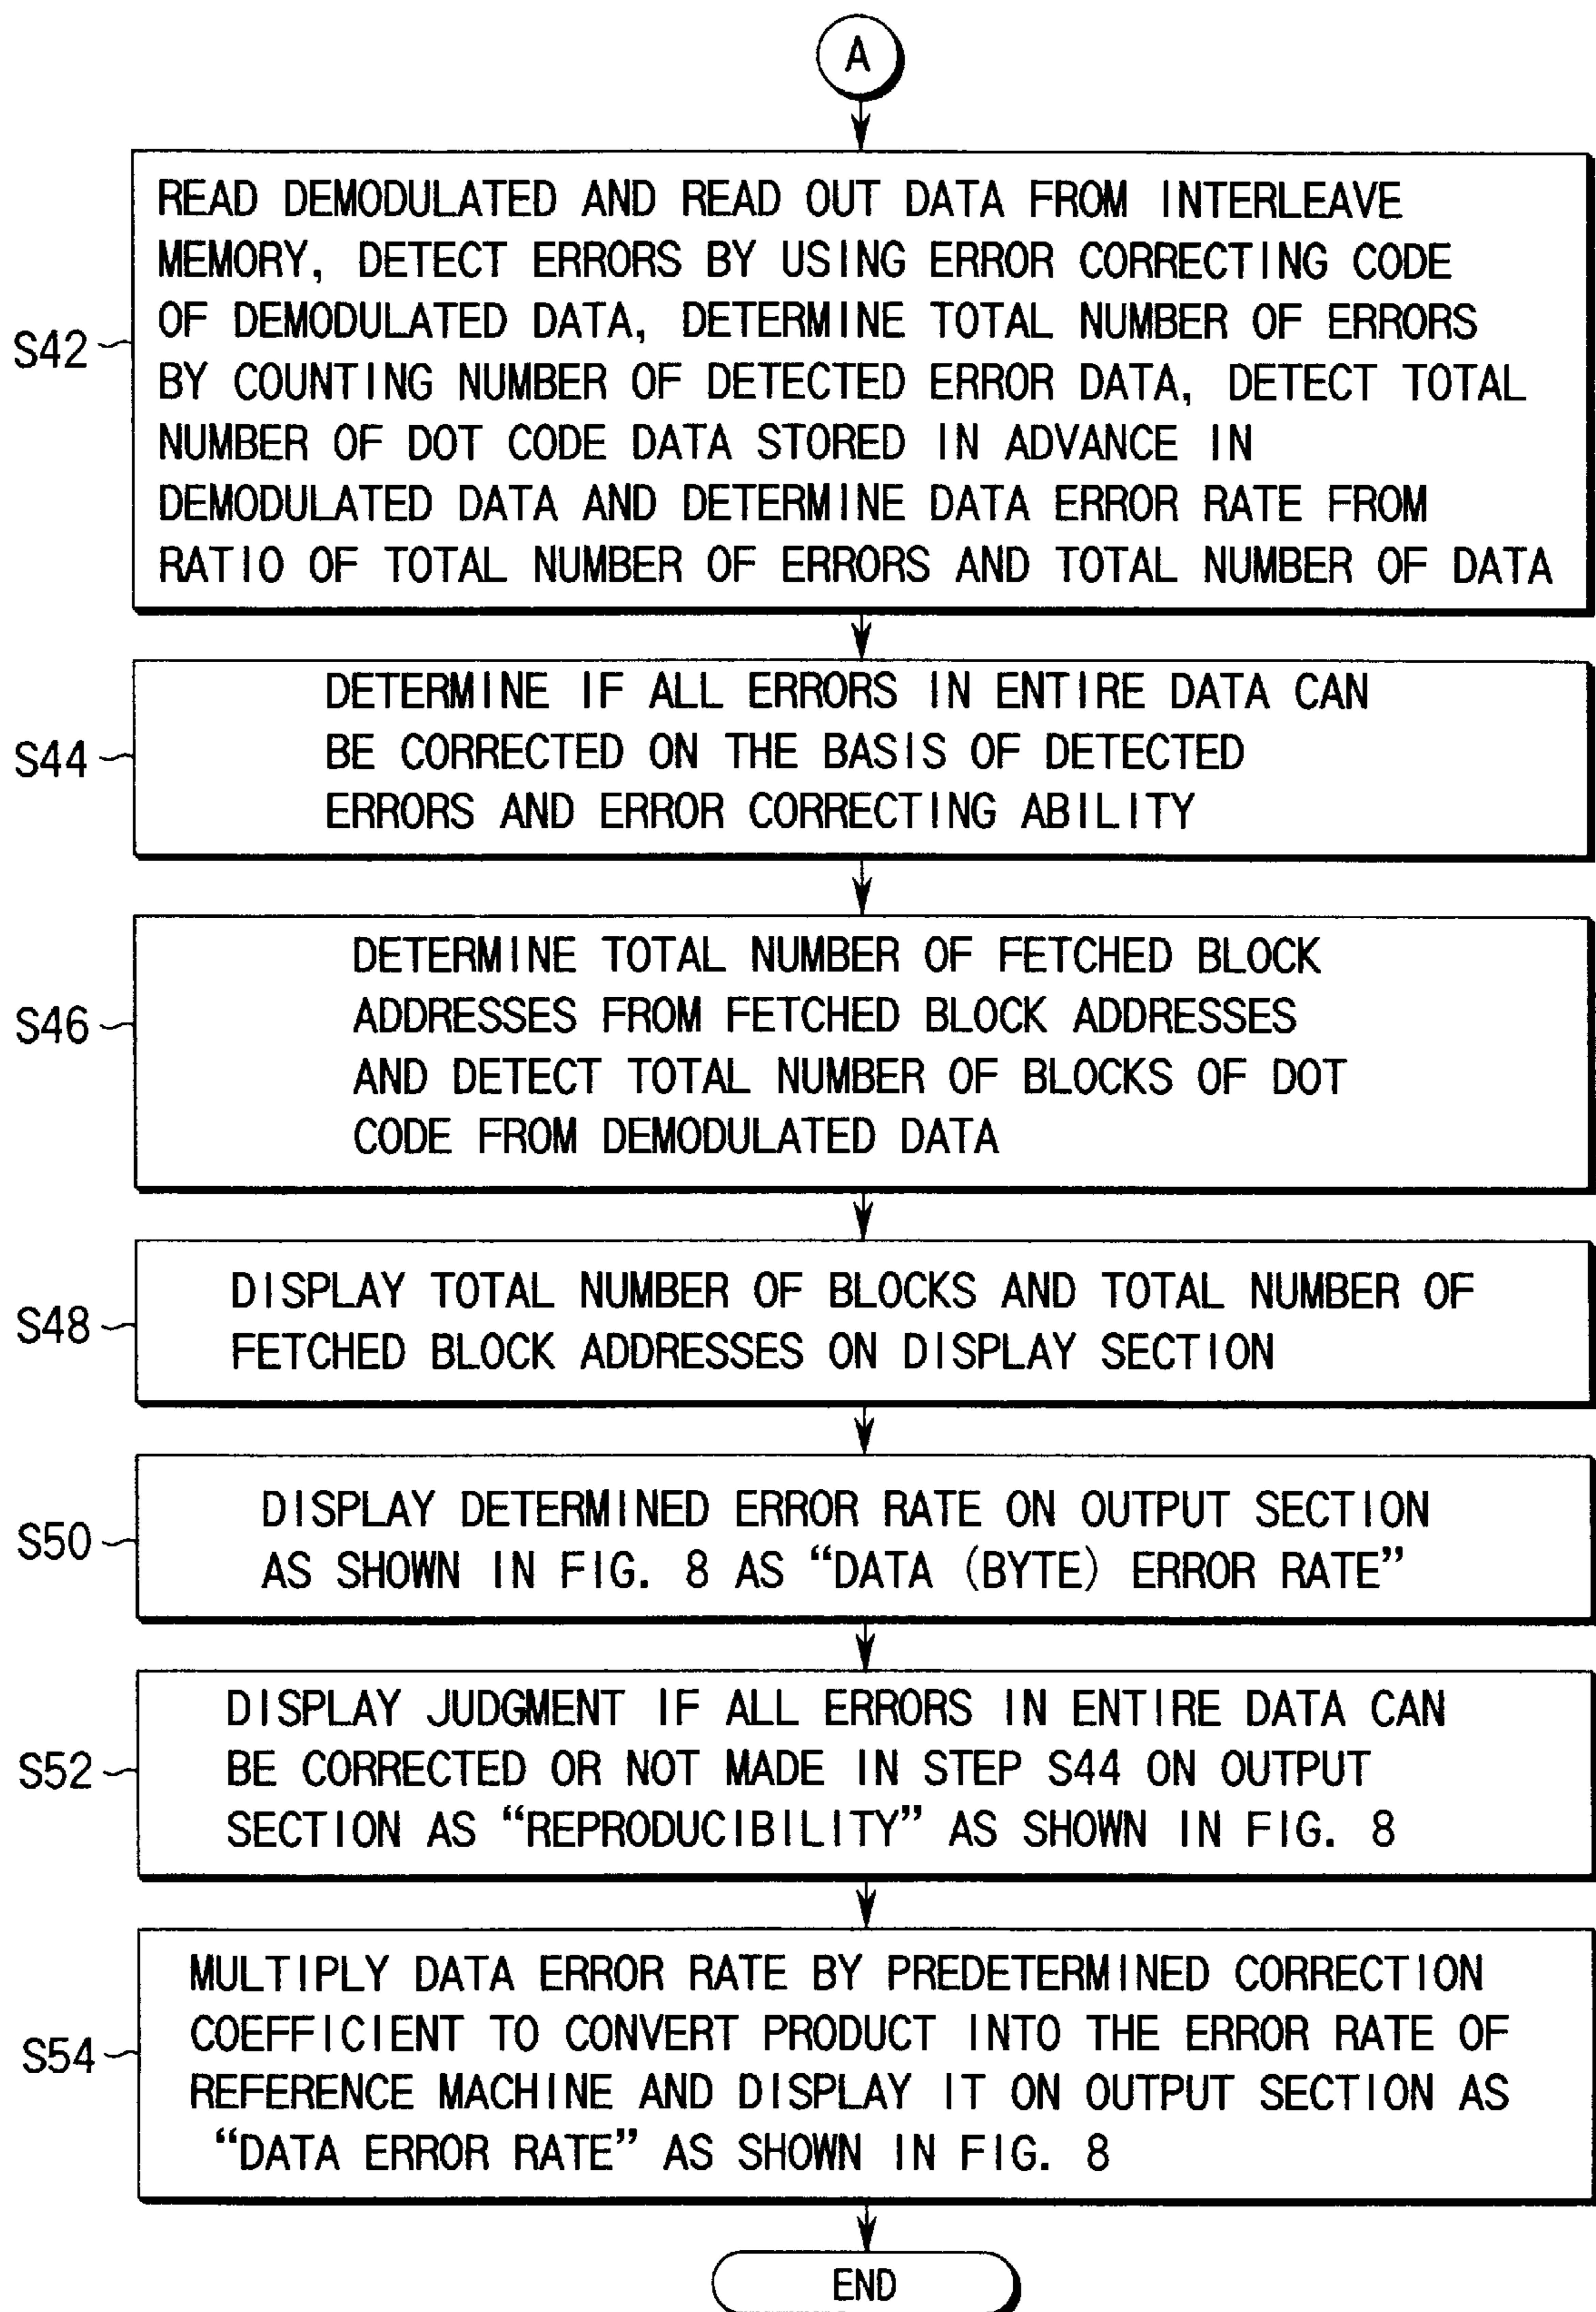 A
S42
READ DEMODULATED AND READ OUT DATA FROM INTERLEAVE
MEMORY, DETECT ERRORS BY USING ERROR CORRECTING CODE
OF DEMODULATED DATA, DETERMINE TOTAL NUMBER OF ERRORS
BY COUNTING NUMBER OF DETECTED ERROR DATA, DETECT TOTAL
NUMBER OF DOT CODE DATA STORED IN ADVANCE IN
DEMODULATED DATA AND DETERMINE DATA ERROR RATE FROM
RATIO OF TOTAL NUMBER OF ERRORS AND TOTAL NUMBER OF DATA
S44
DETERMINE IF ALL ERRORS IN ENTIRE DATA CAN
BE CORRECTED ON THE BASIS OF DETECTED
ERRORS AND ERROR CORRECTING ABILITY
S46
DETERMINE TOTAL NUMBER OF FETCHED BLOCK
ADDRESSES FROM FETCHED BLOCK ADDRESSES
AND DETECT TOTAL NUMBER OF BLOCKS OF DOT
CODE FROM DEMODULATED DATA
S48
DISPLAY TOTAL NUMBER OF BLOCKS AND TOTAL NUMBER OF
FETCHED BLOCK ADDRESSES ON DISPLAY SECTION
S50
DISPLAY DETERMINED ERROR RATE ON OUTPUT SECTION
AS SHOWN IN FIG. 8 AS “DATA (BYTE) ERROR RATE”
S52
DISPLAY JUDGMENT IF ALL ERRORS IN ENTIRE DATA CAN
BE CORRECTED OR NOT MADE IN STEP S44 ON OUTPUT
SECTION AS “REPRODUCIBILITY” AS SHOWN IN FIG. 8
S54
MULTIPLY DATA ERROR RATE BY PREDETERMINED CORRECTION
COEFFICIENT TO CONVERT PRODUCT INTO THE ERROR RATE OF
REFERENCE MACHINE AND DISPLAY IT ON OUTPUT SECTION AS
“DATA ERROR RATE” AS SHOWN IN FIG. 8
END